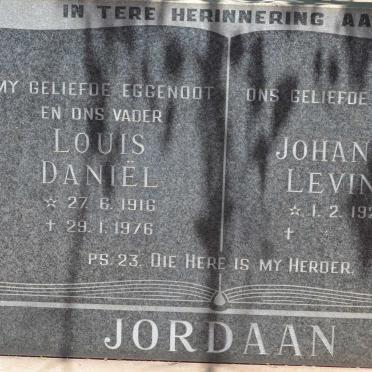 IN TERE HERINNERING AA
MY GELIEFDE EGGENOOT
EN ONS VADER
LOUIS
DANIËL
☆ 27. 6. 1916
† 29. 1. 1976
ONS GELIEFDE
JOHAN
LEVIN
☆ 1. 2. 192
†
PS. 23. DIE HERE IS MY HERDER.
JORDAAN